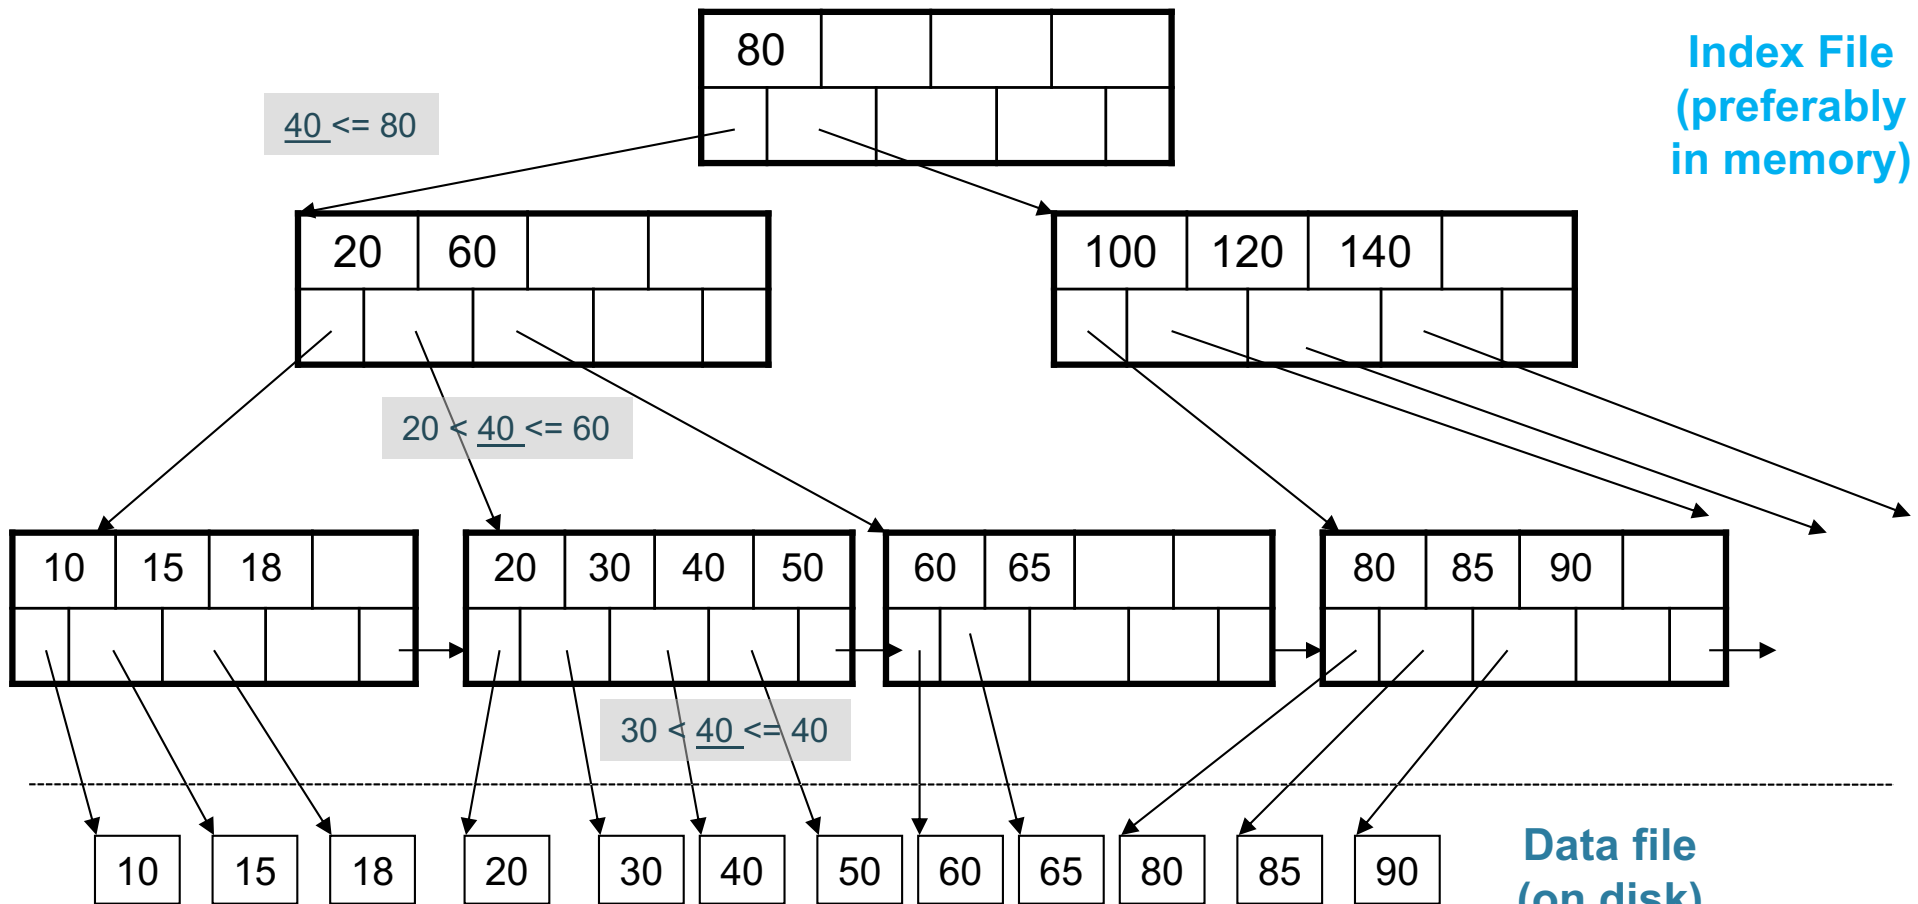 80
Index File
(preferably
in memory)
40 <= 80
20 60
100 120 140
20 < 40 <= 60
10 15 18
20 30 40 50
60 65
80 85 90
30 < 40 <= 40
10 15 18 20 30 40 50 60 65 80 85 90
Data file
(on disk)